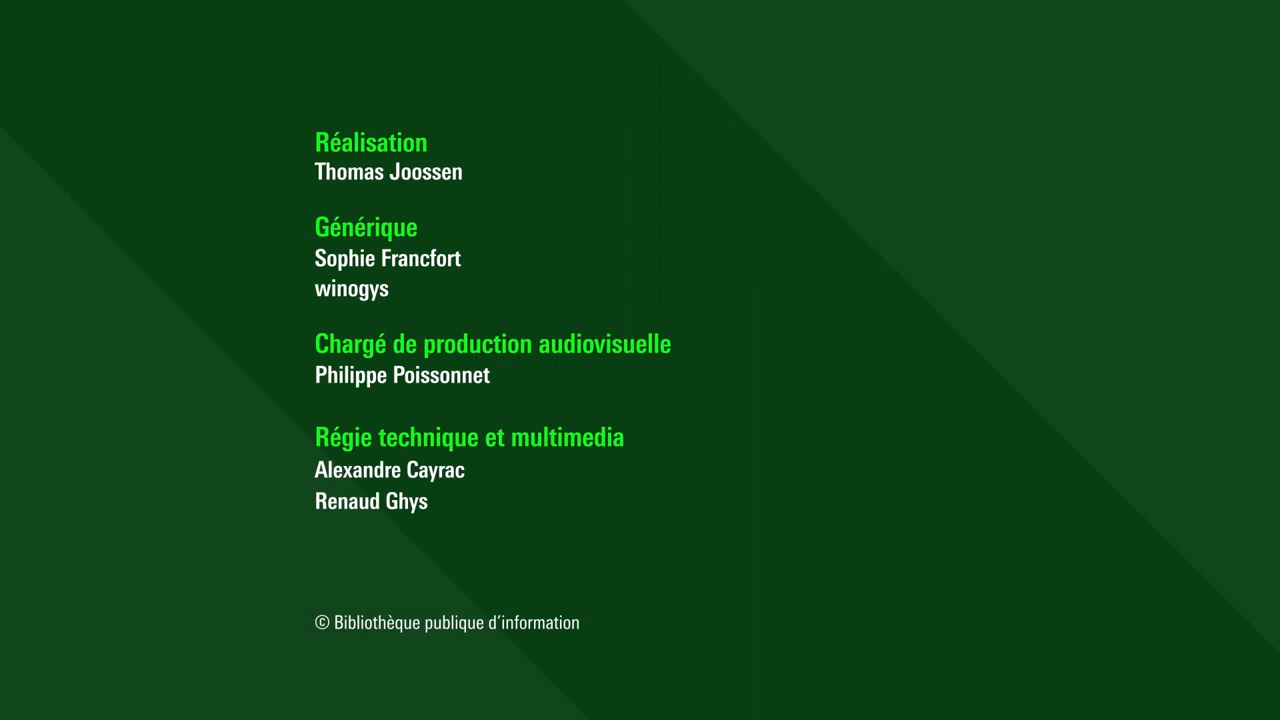 Réalisation
Thomas Joossen
Générique
Sophie Francfort
winogys
Chargé de production audiovisuelle
Philippe Poissonnet
Régie technique et multimedia
Alexandre Cayrac
Renaud Ghys
© Bibliothèque publique d’information